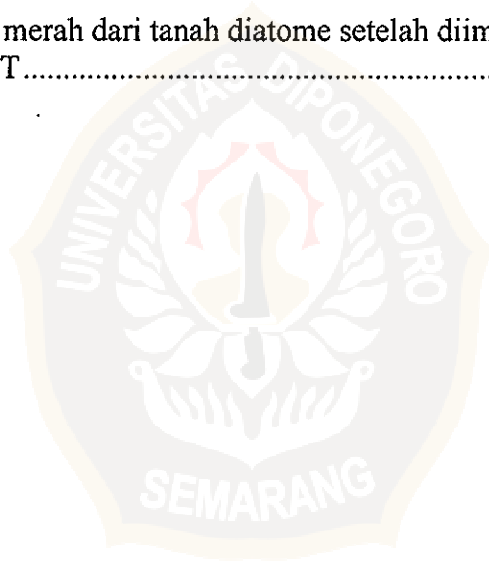 merah dari tanah diatome setelah diim
T..........................................................
UNIVERSITAS DIPONEGORO
SEMARANG